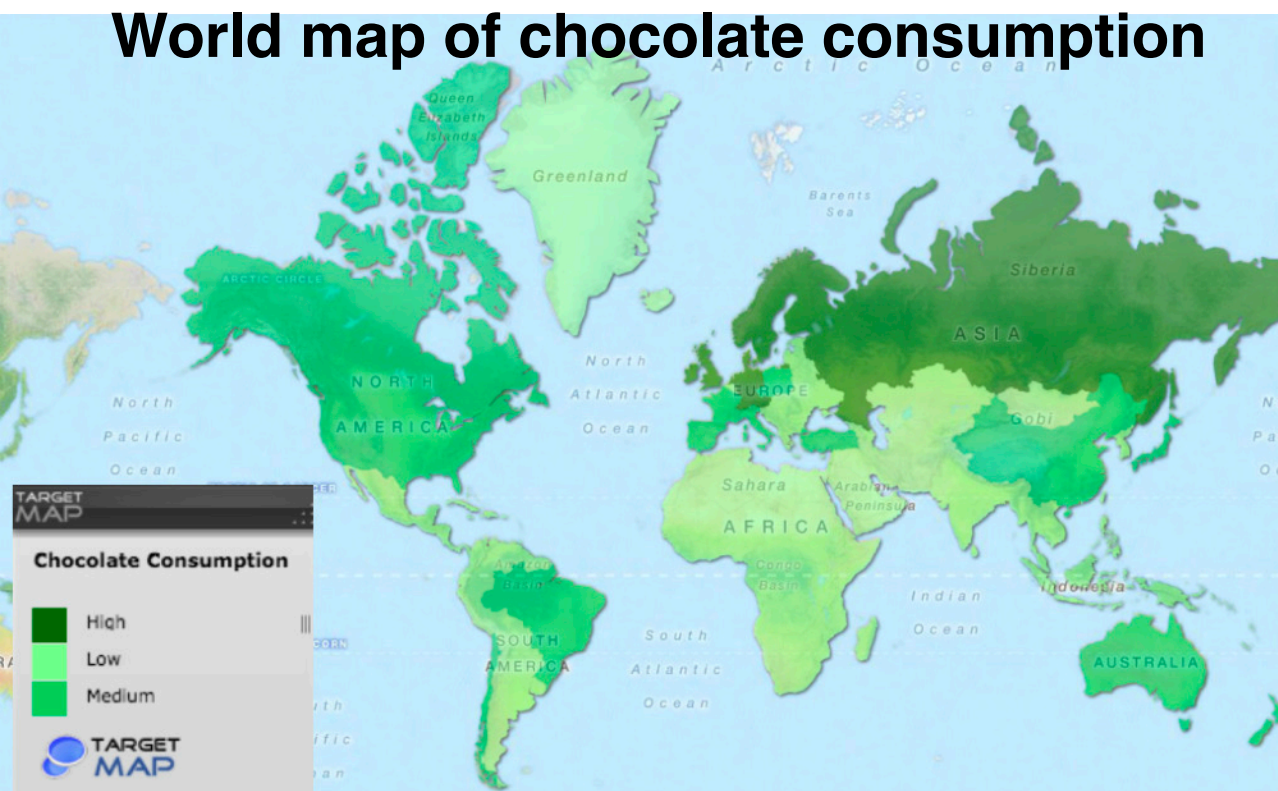 World map of chocolate consumption
Arctic Ocean
Queen
Elizabeth
Islands
Greenland
Barents
Sea
ARCTIC CIRCLE
Siberia
ASIA
North
Atlantic
Ocean
NORTH
AMERICA
EUROPE
North
Pacific
Ocean
Gobi
Sahara
Arabian
Peninsula
AFRICA
Amazon
Basin
Congo
Basin
Indonesia
Indian
Ocean
SOUTH
AMERICA
South
Atlantic
Ocean
AUSTRALIA
TARGET
MAP
Chocolate Consumption
High
Low
Medium
TARGET
MAP